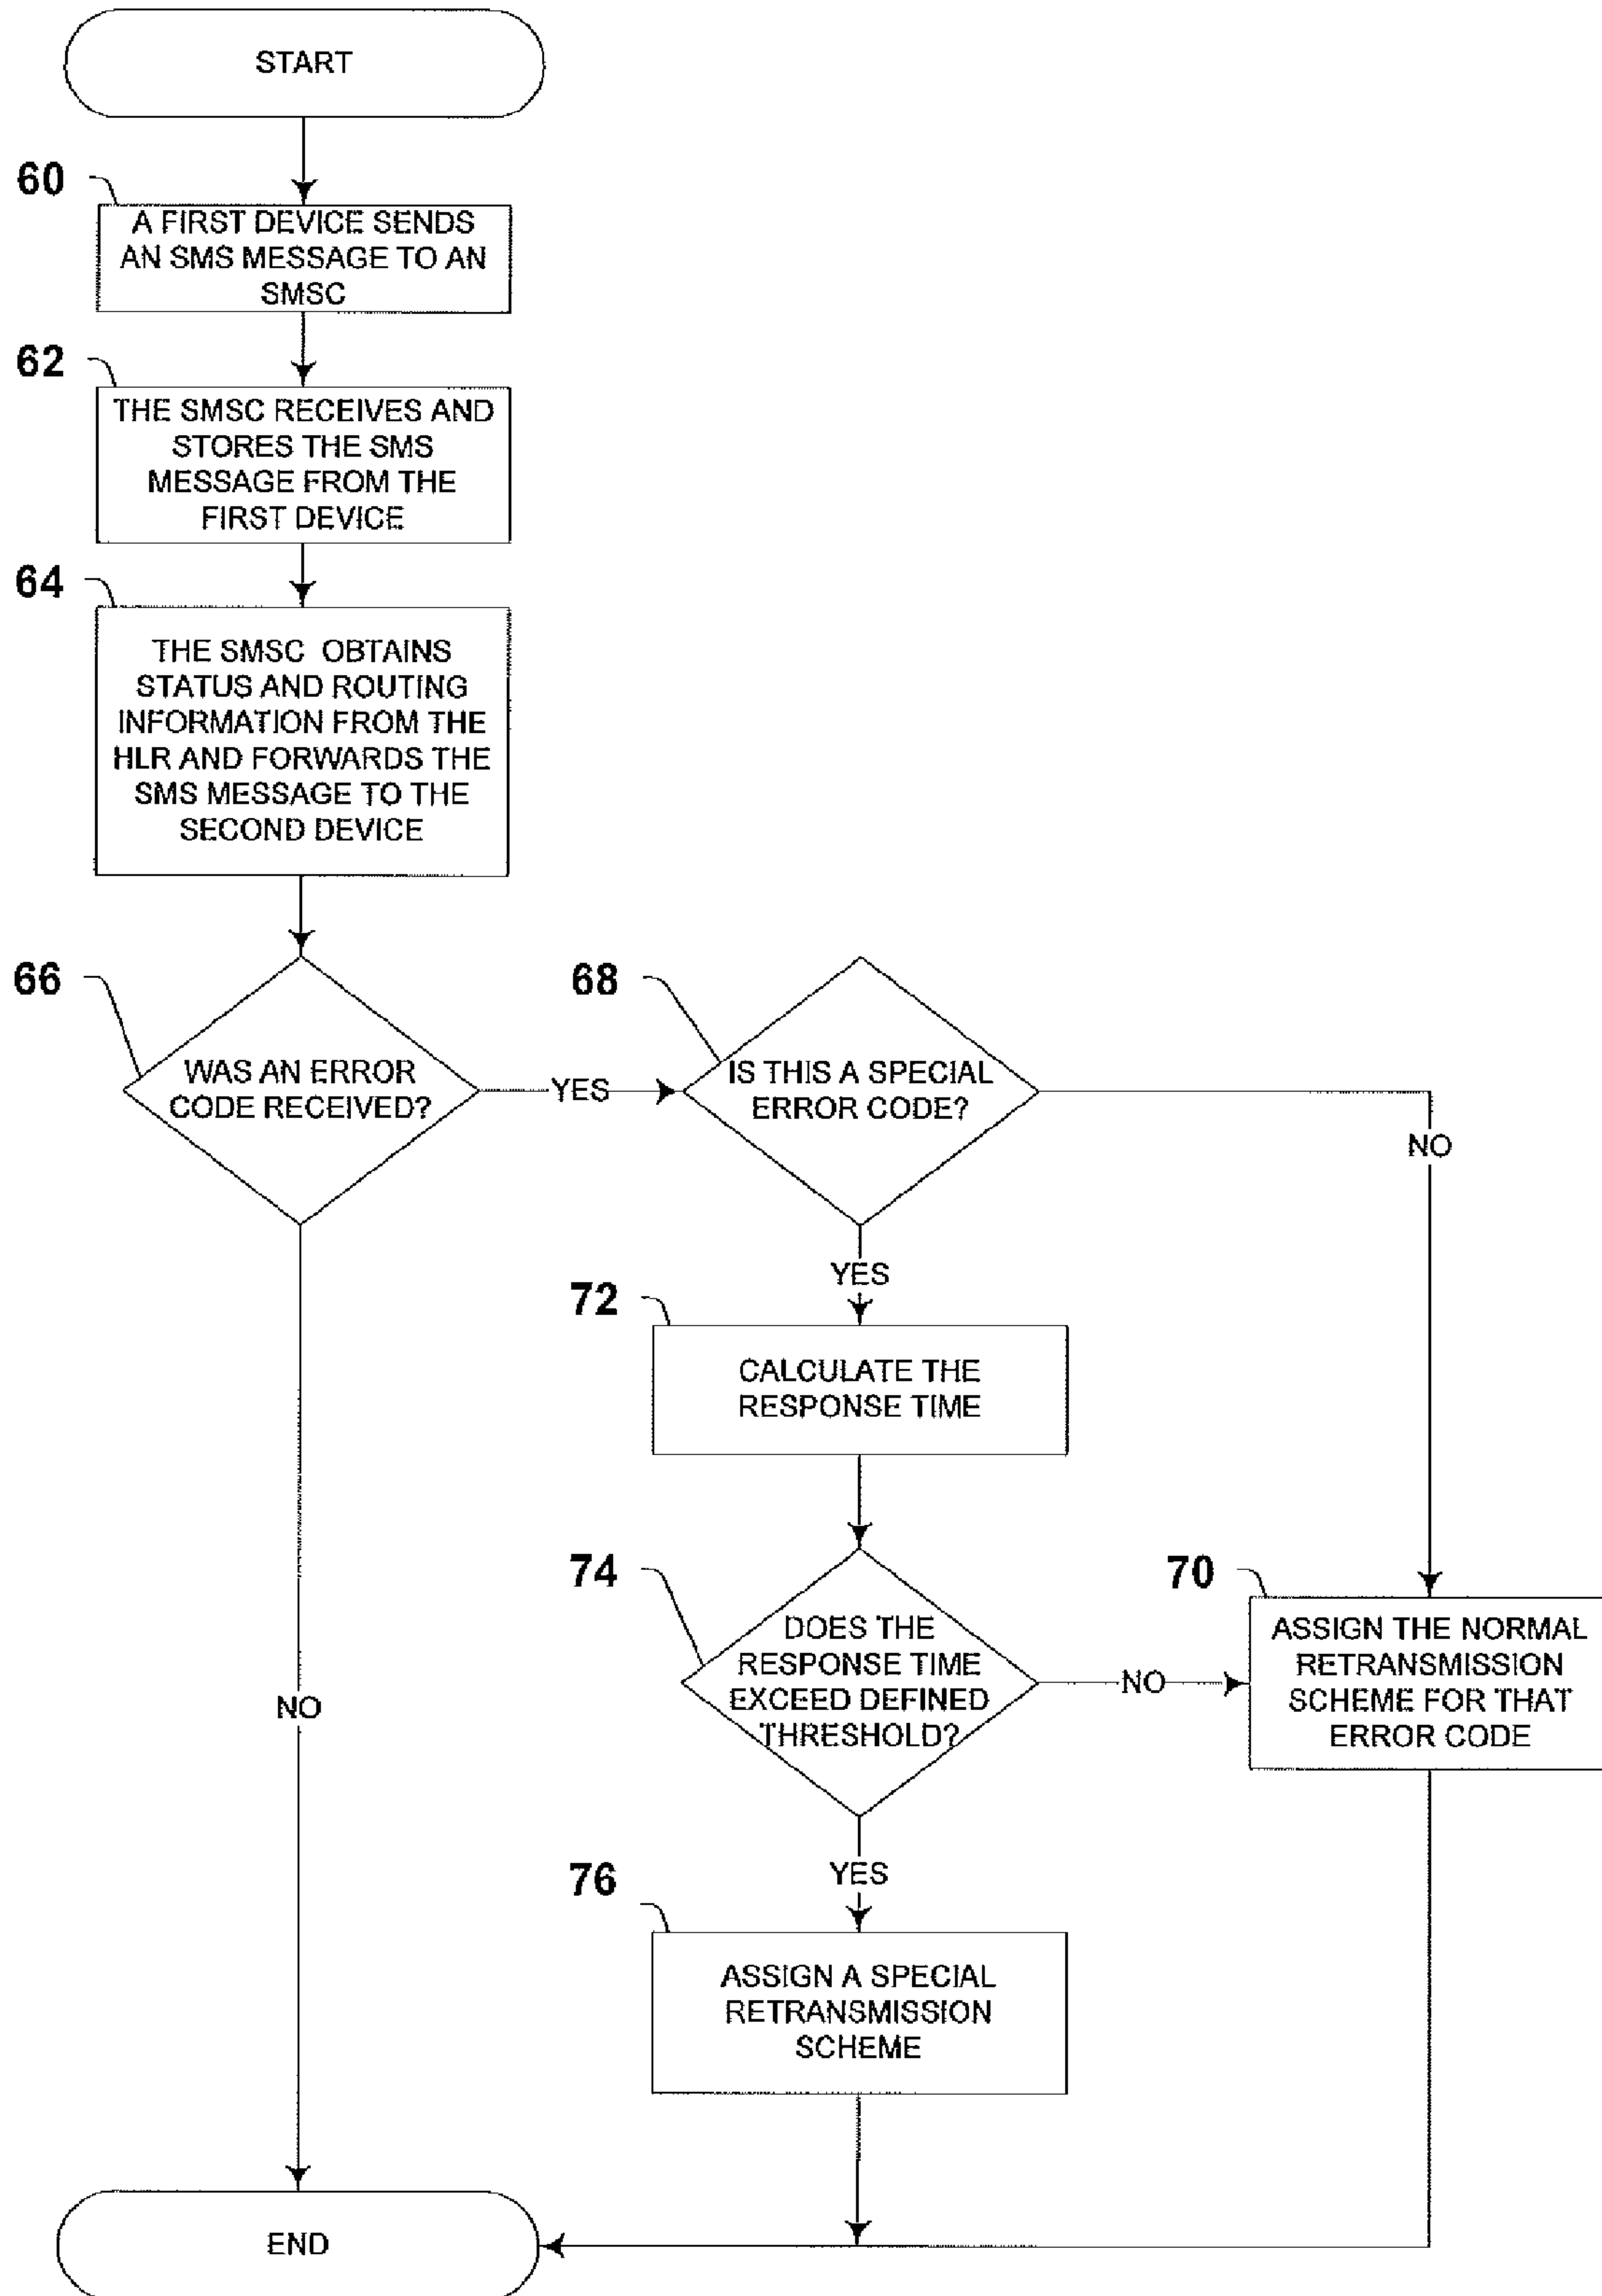 START
60
A FIRST DEVICE SENDS
AN SMS MESSAGE TO AN
SMSC
62
THE SMSC RECEIVES AND
STORES THE SMS
MESSAGE FROM THE
FIRST DEVICE
64
THE SMSC OBTAINS
STATUS AND ROUTING
INFORMATION FROM THE
HLR AND FORWARDS THE
SMS MESSAGE TO THE
SECOND DEVICE
66
WAS AN ERROR
CODE RECEIVED?
YES
68
IS THIS A SPECIAL
ERROR CODE?
NO
YES
72
CALCULATE THE
RESPONSE TIME
74
DOES THE
RESPONSE TIME
EXCEED DEFINED
THRESHOLD?
NO
70
ASSIGN THE NORMAL
RETRANSMISSION
SCHEME FOR THAT
ERROR CODE
NO
YES
76
ASSIGN A SPECIAL
RETRANSMISSION
SCHEME
END